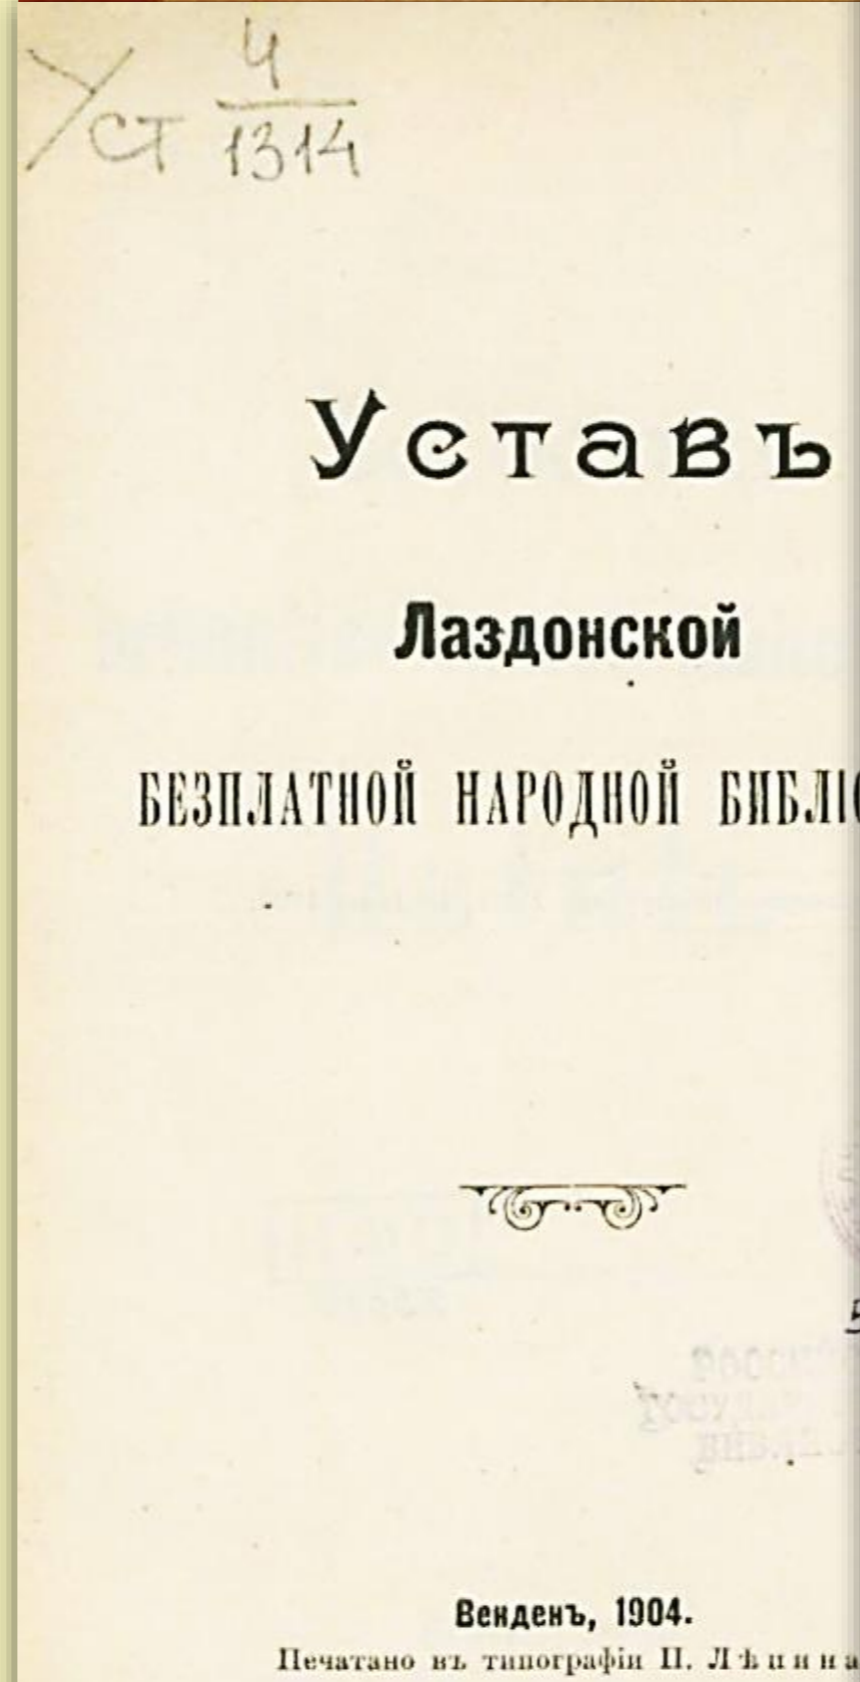 Уст 4/1314
Уставъ
Лаздонской
БЕЗПЛАТНОЙ НАРОДНОЙ
Венденъ, 1904.
Печатано въ типографіи П. Лѣпина